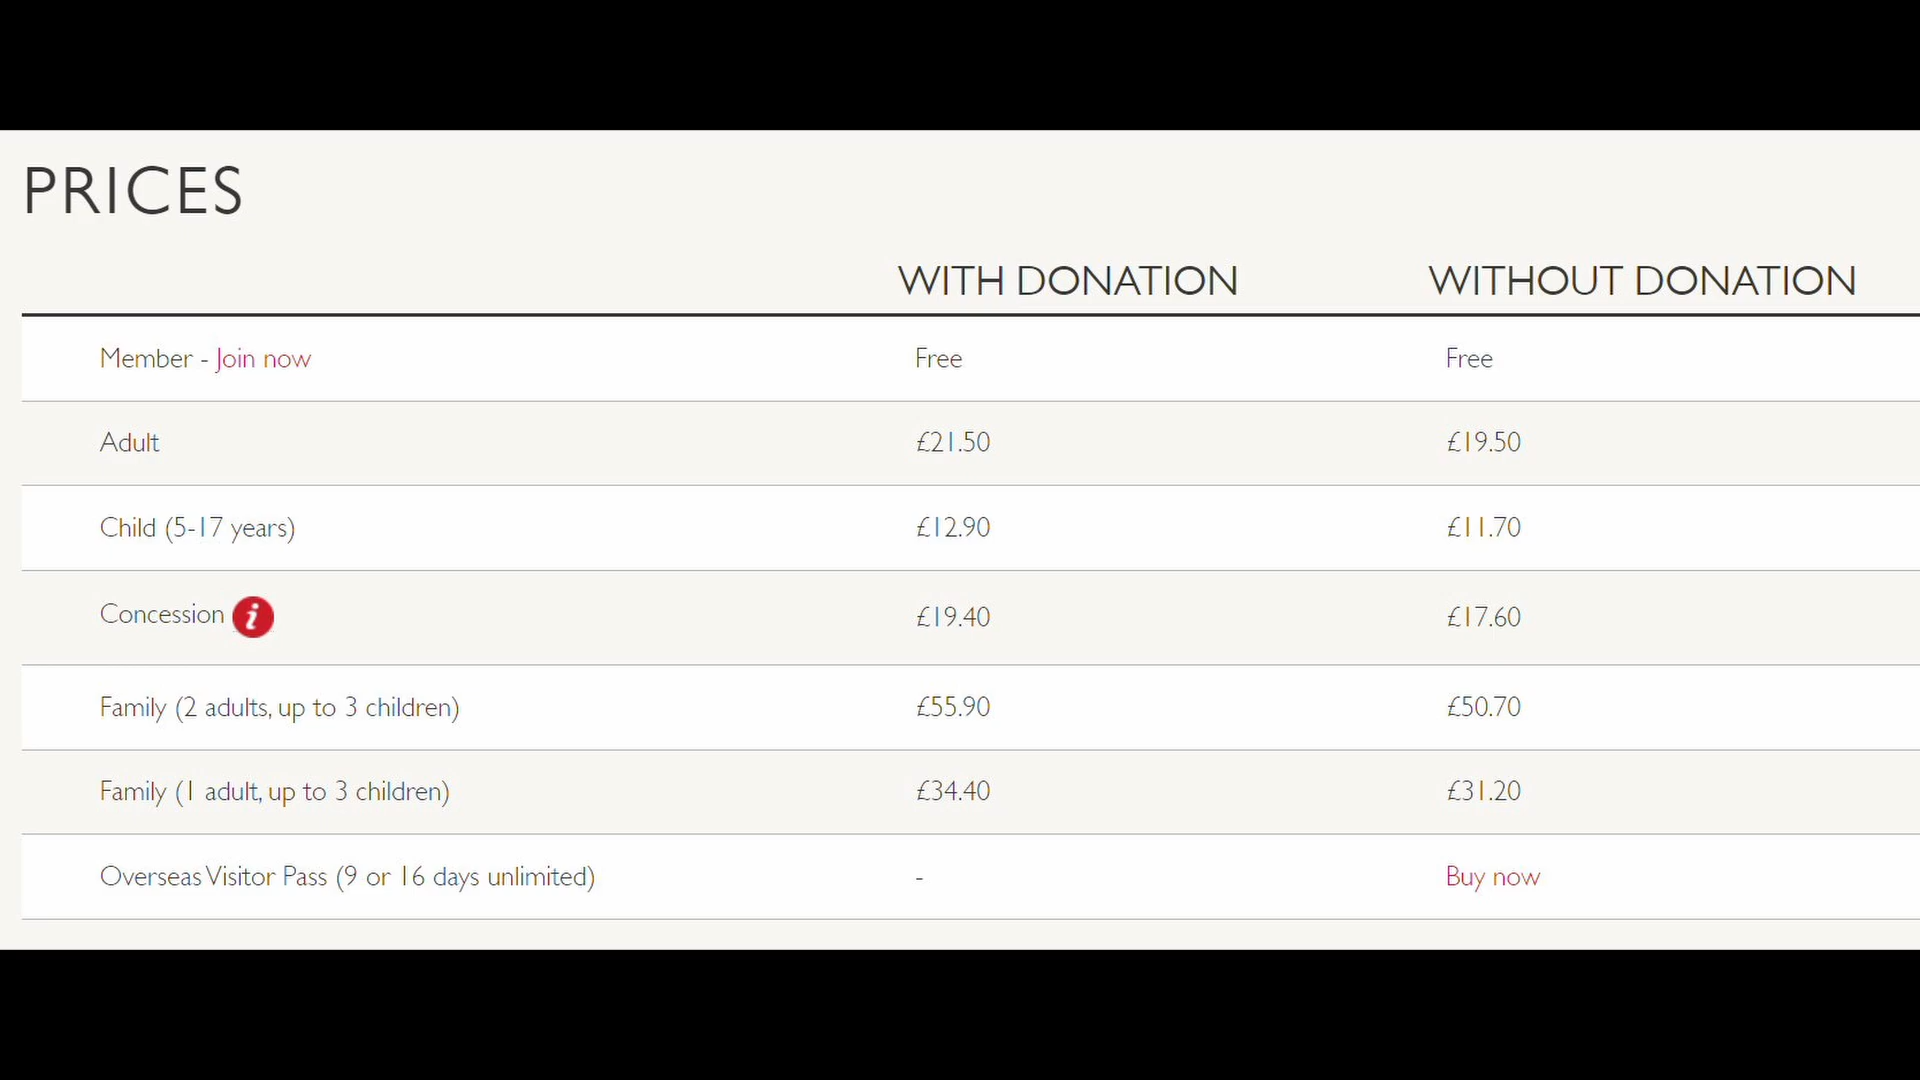 PRICES
WITH DONATION WITHOUT DONATION
Member - Join now Free Free
Adult £21.50 £19.50
Child (5-17 years) £12.90 £11.70
Concession i £19.40 £17.60
Family (2 adults, up to 3 children) £55.90 £50.70
Family (1 adult, up to 3 children) £34.40 £31.20
Overseas Visitor Pass (9 or 16 days unlimited) - Buy now